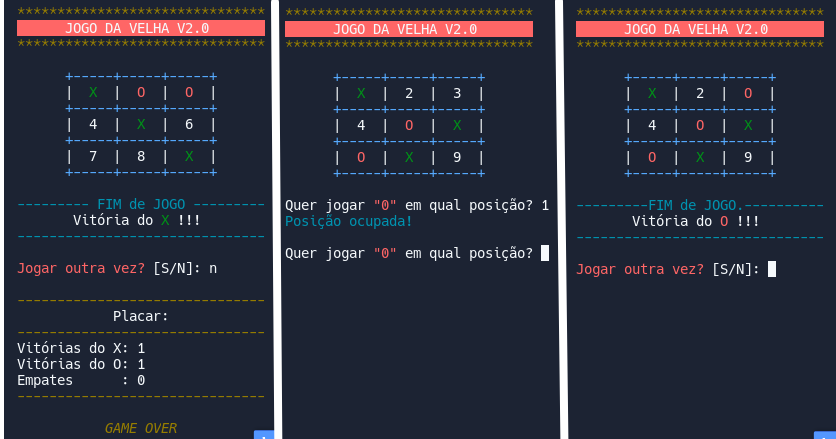 *******************************
JOGO DA VELHA V2.0
*******************************
+-----+-----+-----+
| X | O | O |
+-----+-----+-----+
| 4 | X | 6 |
+-----+-----+-----+
| 7 | 8 | X |
+-----+-----+-----+
--------- FIM de JOGO ---------
Vitória do X !!!
-------------------------------
Jogar outra vez? [S/N]: n
-------------------------------
Placar:
-------------------------------
Vitórias do X: 1
Vitórias do O: 1
Empates : 0
-------------------------------
GAME OVER
*******************************
JOGO DA VELHA V2.0
*******************************
+-----+-----+-----+
| X | 2 | 3 |
+-----+-----+-----+
| 4 | O | X |
+-----+-----+-----+
| O | X | 9 |
+-----+-----+-----+
Quer jogar "0" em qual posição? 1
Posição ocupada!
Quer jogar "0" em qual posição?
*******************************
JOGO DA VELHA V2.0
*******************************
+-----+-----+-----+
| X | 2 | O |
+-----+-----+-----+
| 4 | O | X |
+-----+-----+-----+
| O | X | 9 |
+-----+-----+-----+
---------FIM de JOGO.----------
Vitória do O !!!
-------------------------------
Jogar outra vez? [S/N]: